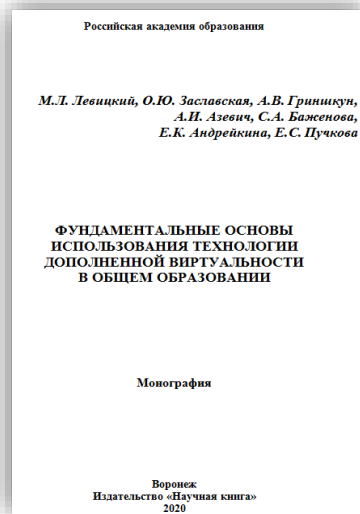 Российская академия образования
М.Л. Левицкий, О.Ю. Заславская, А.В. Гриншкун,
А.И. Азевич, С.А. Баженова,
Е.К. Андрейкина, Е.С. Пучкова
ФУНДАМЕНТАЛЬНЫЕ ОСНОВЫ
ИСПОЛЬЗОВАНИЯ ТЕХНОЛОГИИ
ДОПОЛНЕННОЙ ВИРТУАЛЬНОСТИ
В ОБЩЕМ ОБРАЗОВАНИИ
Монография
Воронеж
Издательство «Научная книга»
2020